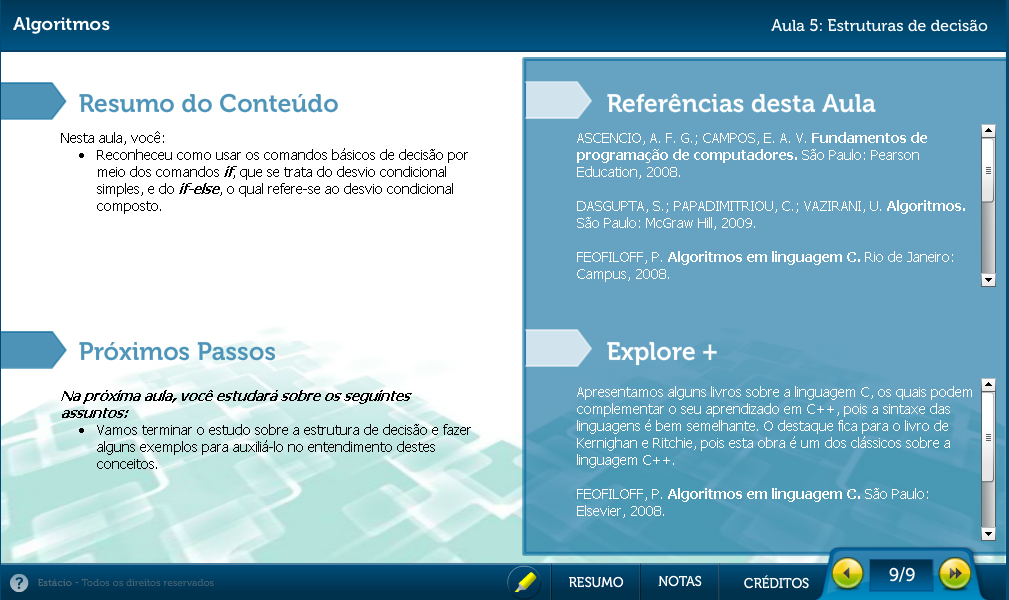 Algoritmos
Aula 5: Estruturas de decisão
Resumo do Conteúdo
Nesta aula, você:
• Reconheceu como usar os comandos básicos de decisão por
meio dos comandos if, que se trata do desvio condicional
simples, e do if-else, o qual refere-se ao desvio condicional
composto.
Próximos Passos
Na próxima aula, você estudará sobre os seguintes
assuntos:
• Vamos terminar o estudo sobre a estrutura de decisão e fazer
alguns exemplos para auxiliá-lo no entendimento destes
conceitos.
Referências desta Aula
ASCENCIO, A. F. G.; CAMPOS, E. A. V. Fundamentos de
programação de computadores. São Paulo: Pearson
Education, 2008.
DASGUPTA, S.; PAPADIMITRIOU, C.; VAZIRANI, U. Algoritmos.
São Paulo: McGraw Hill, 2009.
FEOFILOFF, P. Algoritmos em linguagem C. Rio de Janeiro:
Campus, 2008.
Explore +
Apresentamos alguns livros sobre a linguagem C, os quais podem
complementar o seu aprendizado em C++, pois a sintaxe das
linguagens é bem semelhante. O destaque fica para o livro de
Kernighan e Ritchie, pois esta obra é um dos clássicos sobre a
linguagem C++.
FEOFILOFF, P. Algoritmos em linguagem C. São Paulo:
Elsevier, 2008.
? Estácio - Todos os direitos reservados
RESUMO
NOTAS
CRÉDITOS
9/9